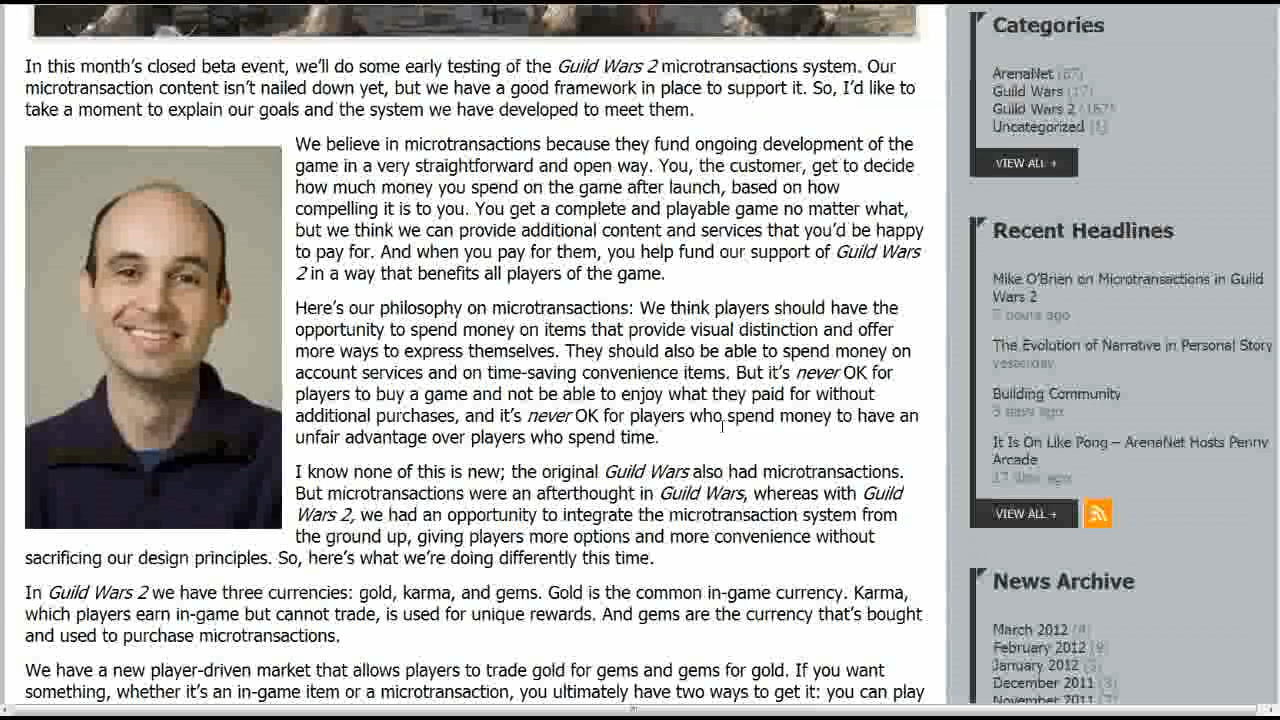 In this month's closed beta event, we'll do some early testing of the Guild Wars 2 microtransactions system. Our
microtransaction content isn't nailed down yet, but we have a good framework in place to support it. So, I'd like to
take a moment to explain our goals and the system we have developed to meet them.
We believe in microtransactions because they fund ongoing development of the
game in a very straightforward and open way. You, the customer, get to decide
how much money you spend on the game after launch, based on how
compelling it is to you. You get a complete and playable game no matter what,
but we think we can provide additional content and services that you'd be happy
to pay for. And when you pay for them, you help fund our support of Guild Wars
2 in a way that benefits all players of the game.
Here's our philosophy on microtransactions: We think players should have the
opportunity to spend money on items that provide visual distinction and offer
more ways to express themselves. They should also be able to spend money on
account services and on time-saving convenience items. But it's never OK for
players to buy a game and not be able to enjoy what they paid for without
additional purchases, and it's never OK for players who spend money to have an
unfair advantage over players who spend time.
I know none of this is new; the original Guild Wars also had microtransactions.
But microtransactions were an afterthought in Guild Wars, whereas with Guild
Wars 2, we had an opportunity to integrate the microtransaction system from
the ground up, giving players more options and more convenience without
sacrificing our design principles. So, here's what we're doing differently this time.
In Guild Wars 2 we have three currencies: gold, karma, and gems. Gold is the common in-game currency. Karma,
which players earn in-game but cannot trade, is used for unique rewards. And gems are the currency that's bought
and used to purchase microtransactions.
We have a new player-driven market that allows players to trade gold for gems and gems for gold. If you want
something, whether it's an in-game item or a microtransaction, you ultimately have two ways to get it: you can play
Categories
ArenaNet
Guild Wars (17)
Guild Wars 2
Uncategorized (1)
VIEW ALL +
Recent Headlines
Mike O'Brien on Microtransactions in Guild
Wars 2
hours ago
The Evolution of Narrative in Personal Story
yesterday
Building Community
days ago
It Is On Like Pong – ArenaNet Hosts Penny
Arcade
17 days ago
VIEW ALL +
News Archive
March 2012 (4)
February 2012 (9)
January 2012
December 2011 (3)
November 2011